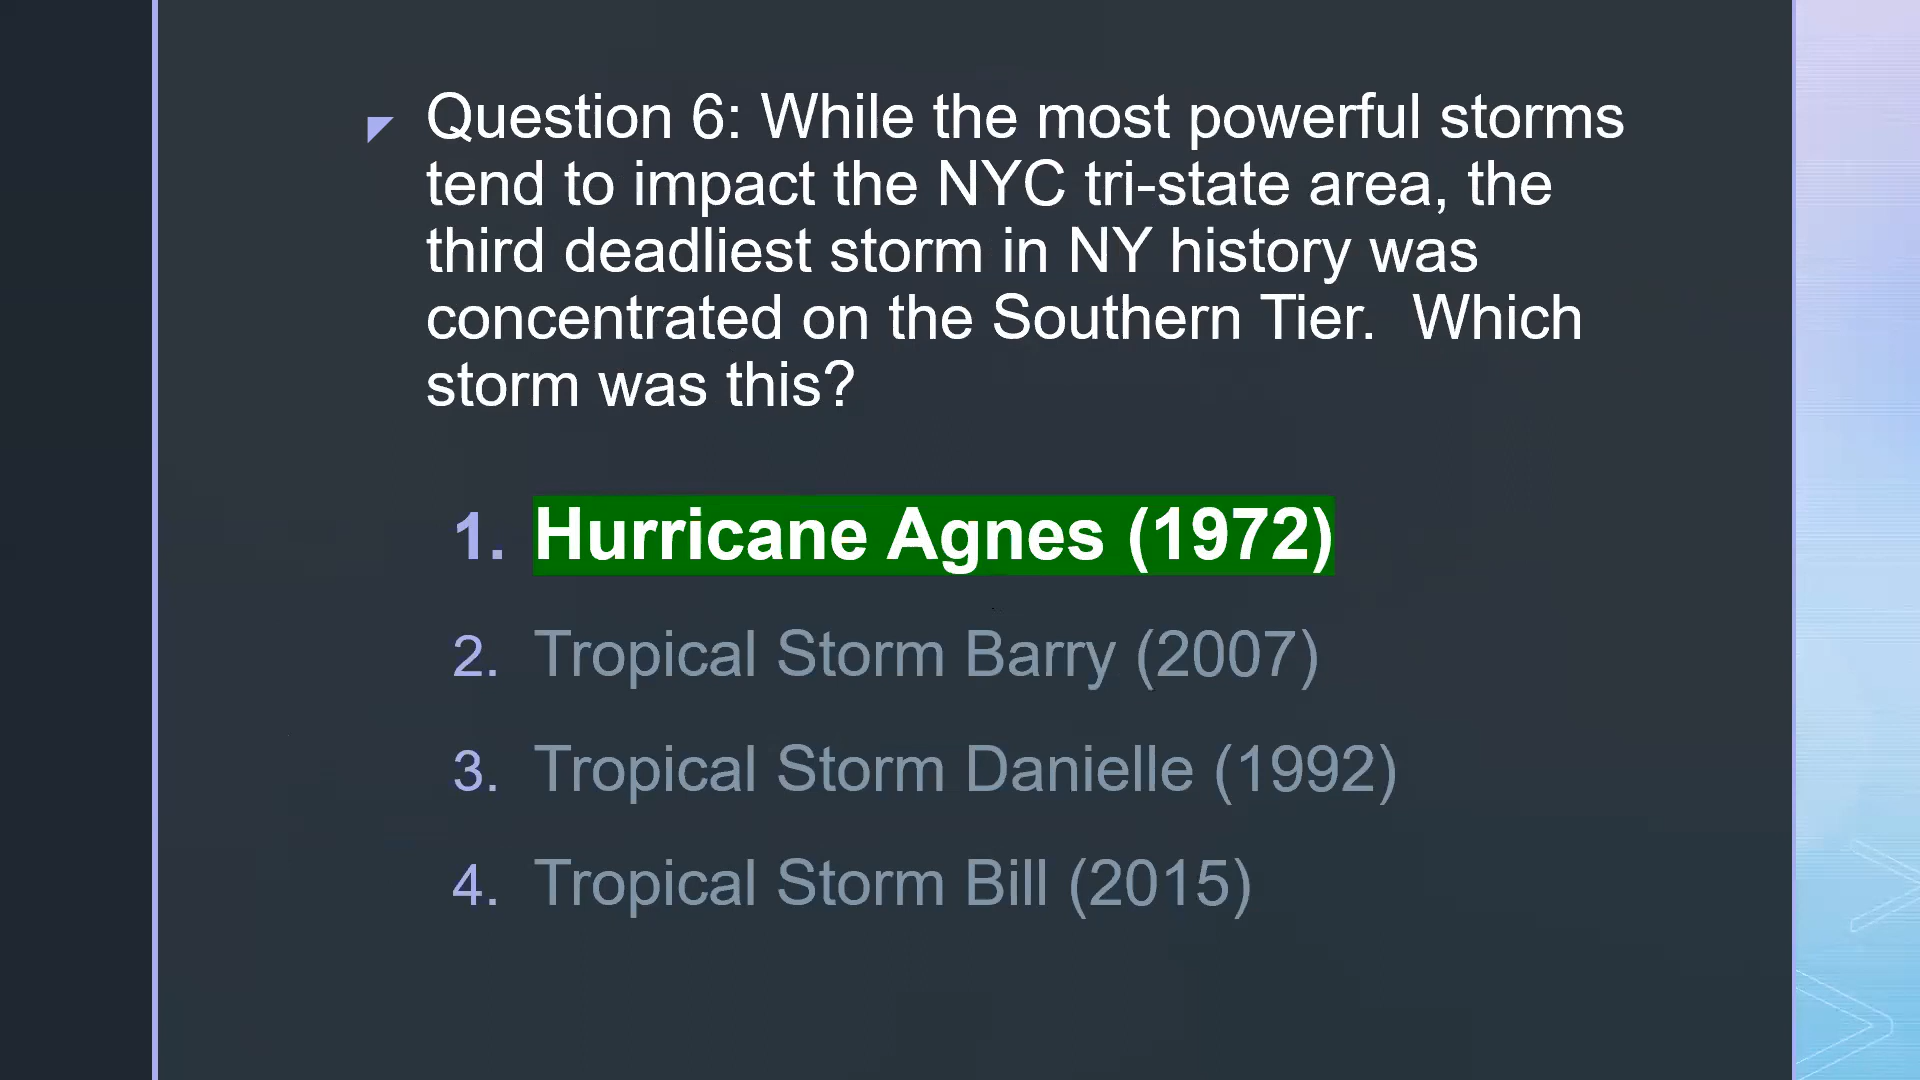 Question 6: While the most powerful storms
tend to impact the NYC tri-state area, the
third deadliest storm in NY history was
concentrated on the Southern Tier.  Which
storm was this?
1. Hurricane Agnes (1972)
2. Tropical Storm Barry (2007)
3. Tropical Storm Danielle (1992)
4. Tropical Storm Bill (2015)